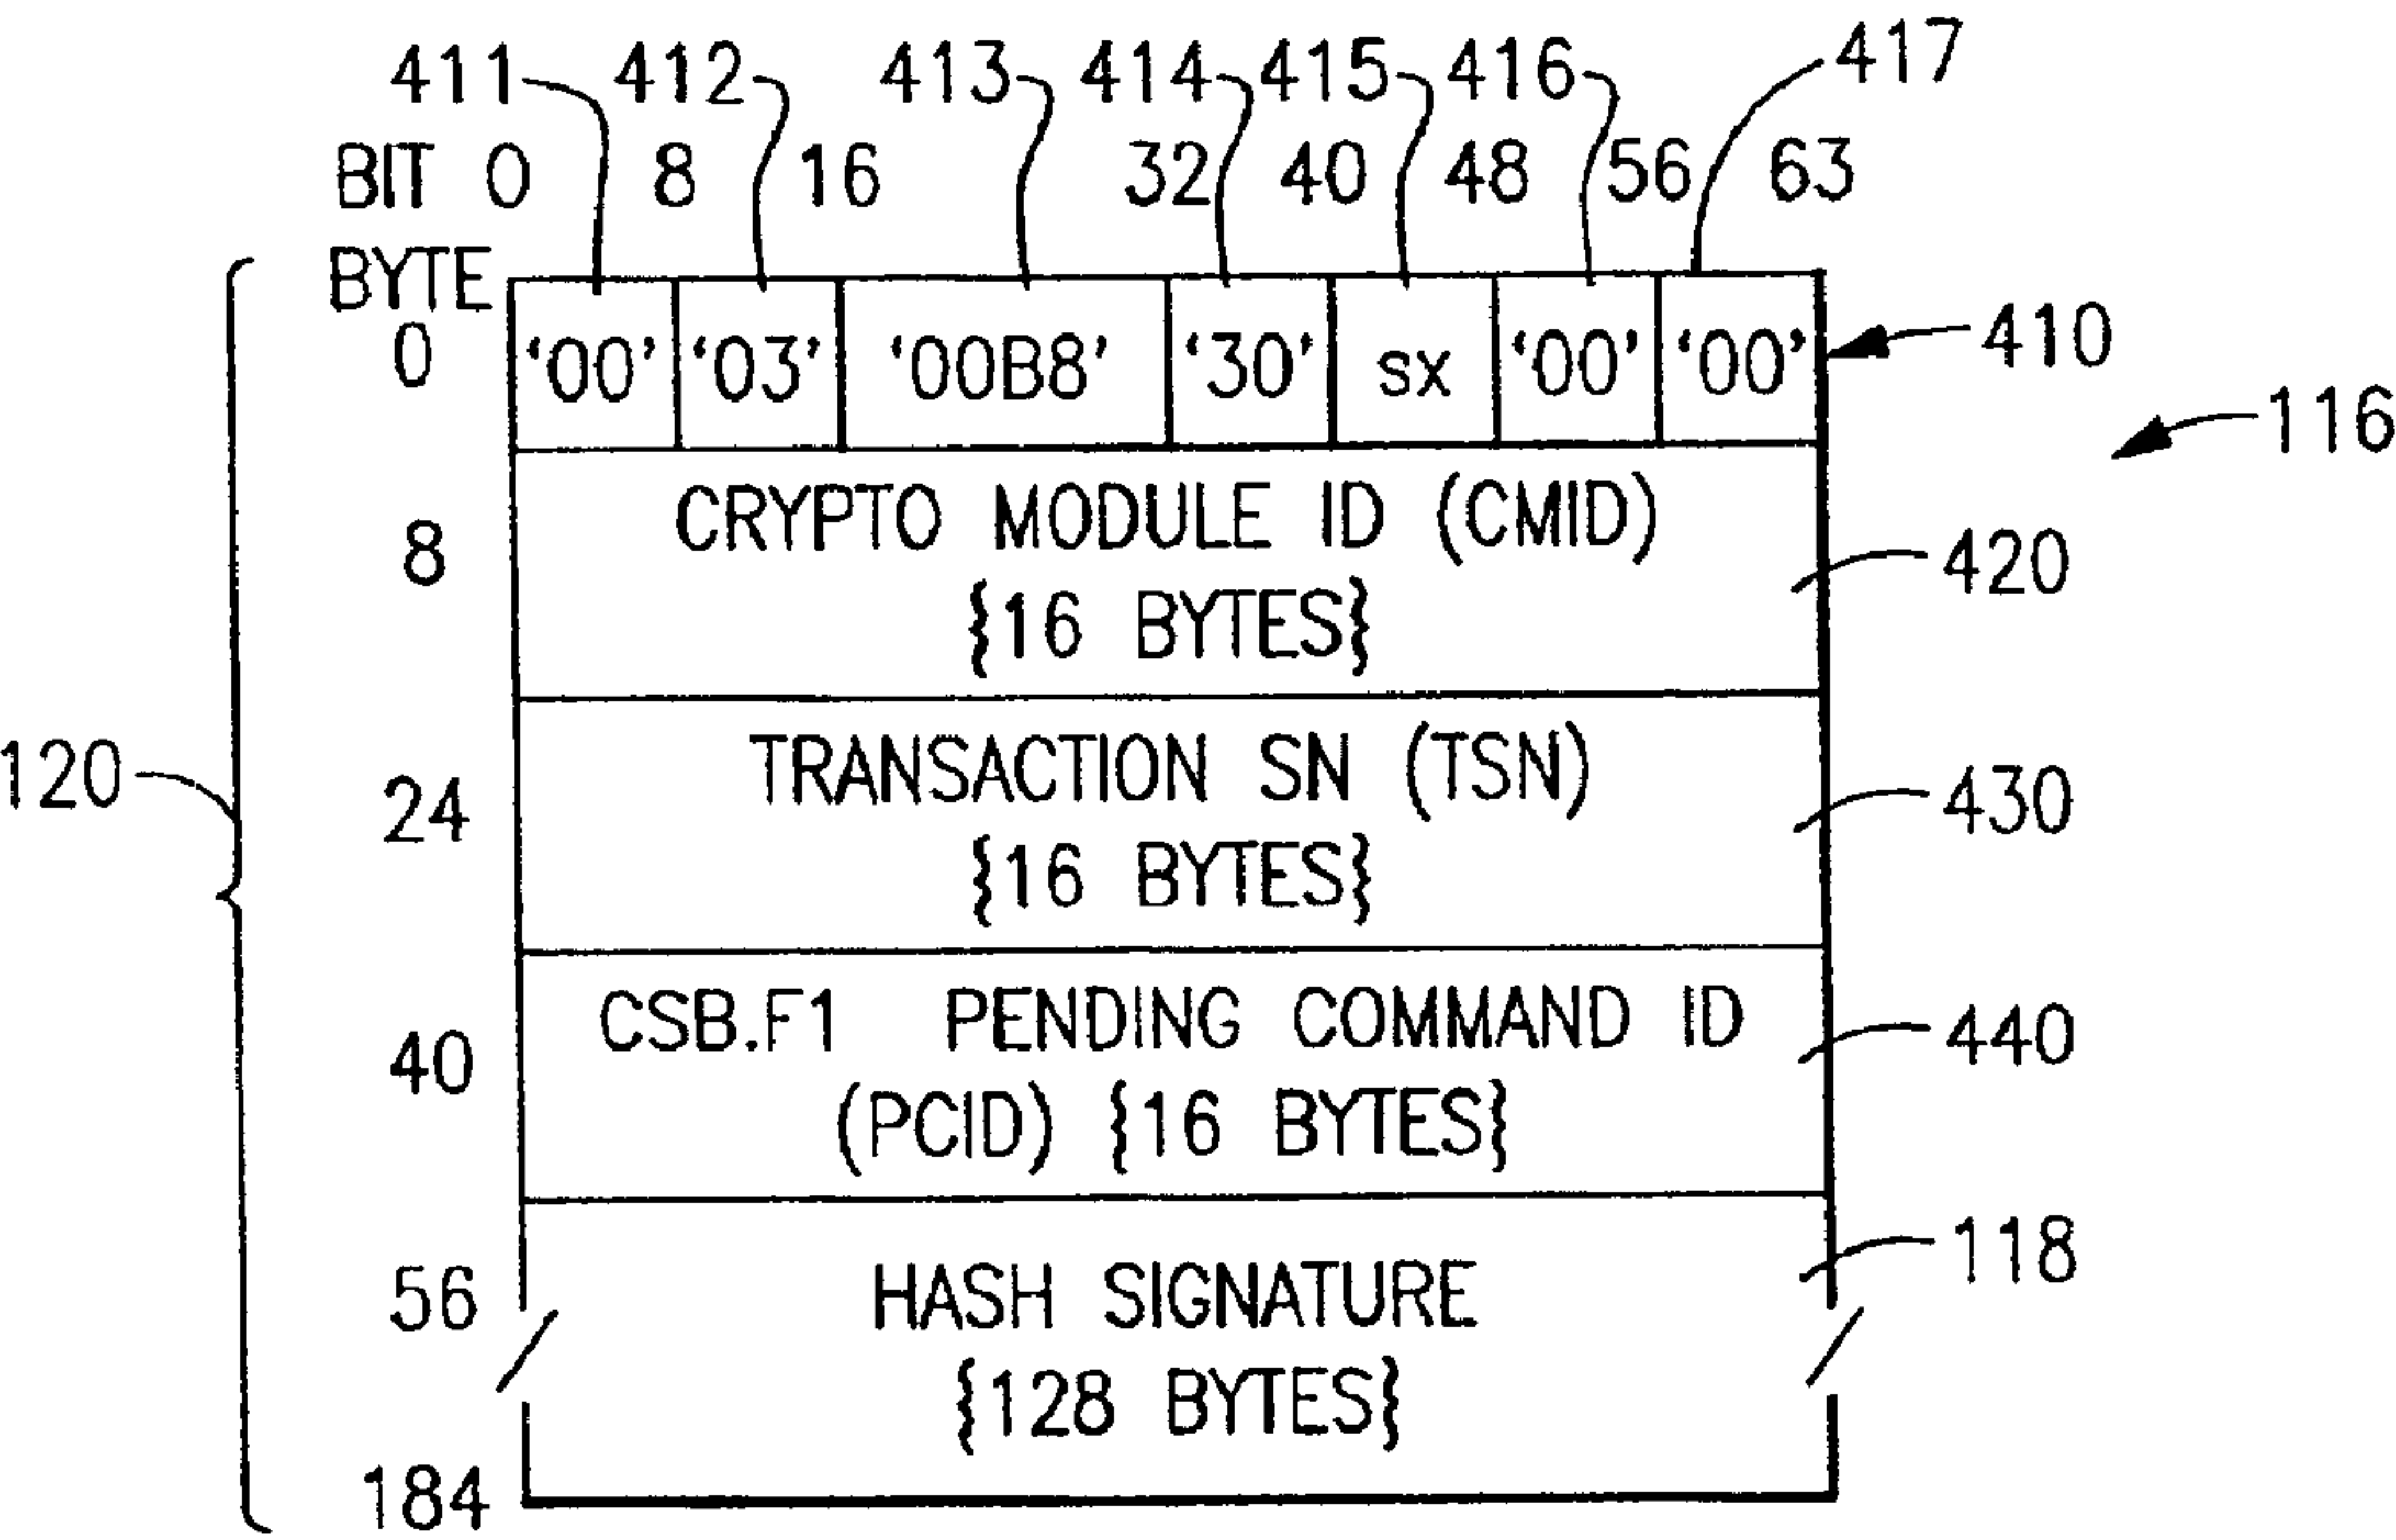 411 412 413 414 415 416 417
BIT 0 8 16 32 40 48 56 63
BYTE
0 ‘00’ ‘03’ ‘00B8’ ‘30’ sx ‘00’ ‘00’ 410
116
CRYPTO MODULE ID (CMID)
8 420
{16 BYTES}
TRANSACTION SN (TSN)
120 24 430
{16 BYTES}
CSB.F1 PENDING COMMAND ID
40 440
(PCID) {16 BYTES}
118
56 HASH SIGNATURE
{128 BYTES}
184